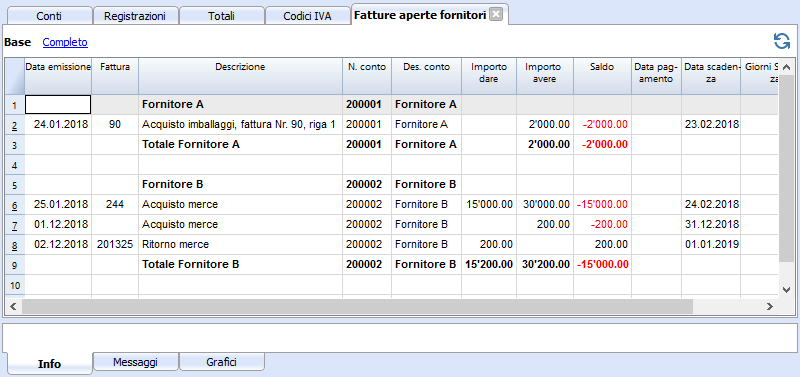 Conti Registrazioni Totali Codici IVA Fatture aperte fornitori
Base Completo
Data emissione Fattura Descrizione N. conto Des. conto Importo dare Importo avere Saldo Data pag-amento Data scaden-za Giorni S za
1 Fornitore A 200001 Fornitore A
2 24.01.2018 90 Acquisto imballaggi, fattura Nr. 90, riga 1 200001 Fornitore A 2'000.00 -2'000.00 23.02.2018
3 Totale Fornitore A 200001 Fornitore A 2'000.00 -2'000.00
4
5 Fornitore B 200002 Fornitore B
6 25.01.2018 244 Acquisto merce 200002 Fornitore B 15'000.00 30'000.00 -15'000.00 24.02.2018
7 01.12.2018 Acquisto merce 200002 Fornitore B 200.00 -200.00 31.12.2018
8 02.12.2018 201325 Ritorno merce 200002 Fornitore B 200.00 200.00 01.01.2019
9 Totale Fornitore B 200002 Fornitore B 15'200.00 30'200.00 -15'000.00
10
Info Messaggi Grafici